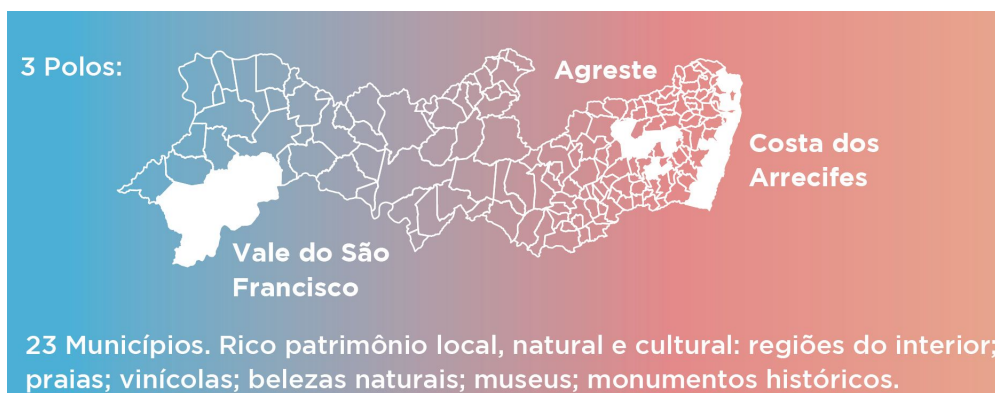 3 Polos:
Agreste
Costa dos
Arrecifes
Vale do São
Francisco
23 Municípios. Rico patrimônio local, natural e cultural: regiões do interior;
praias; vinícolas; belezas naturais; museus; monumentos históricos.